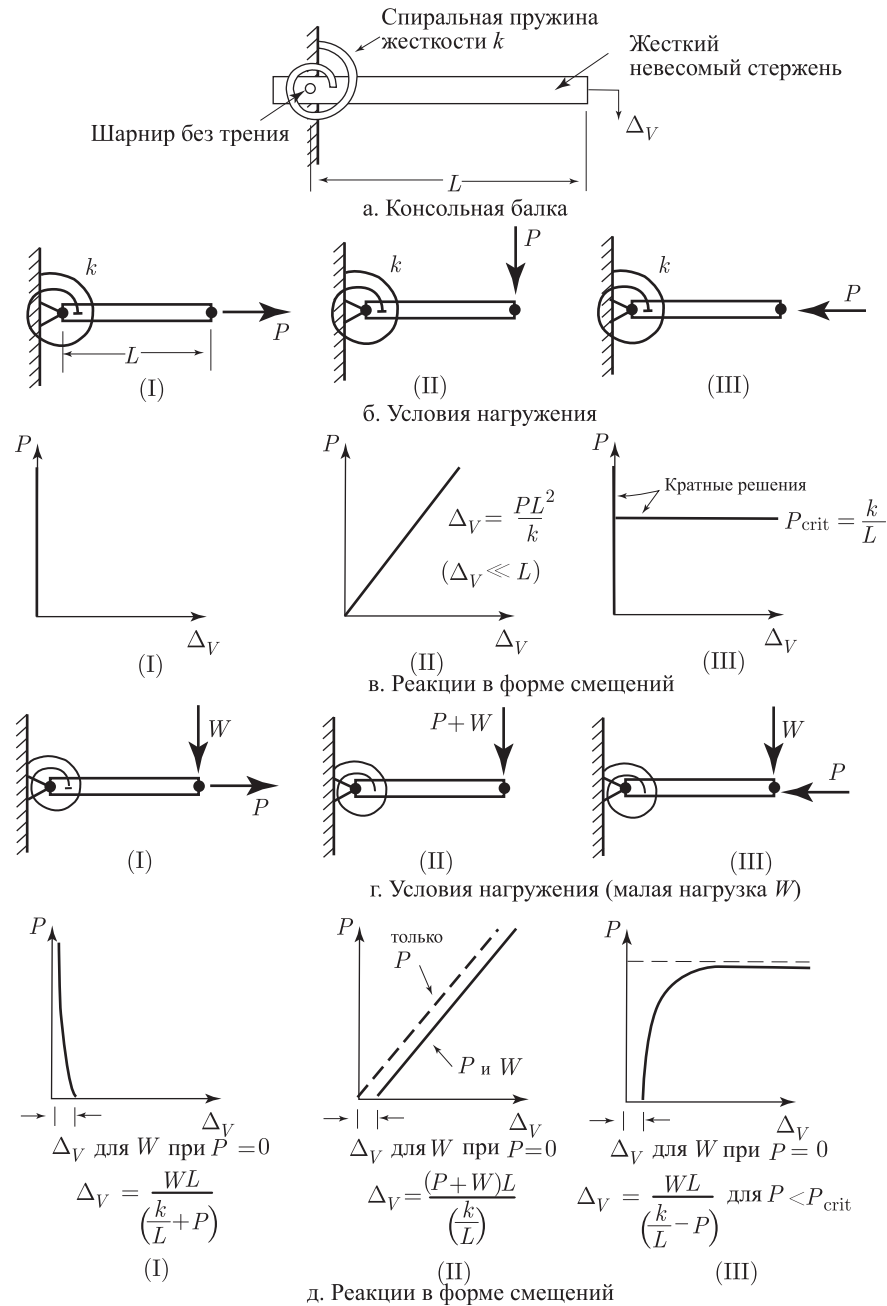 Спиральная пружина
жесткости k
Жесткий
невесомый стержень
Шарнир без трения
Δ_V
L
а. Консольная балка
k
P
L
(I)
k
P
(II)
P
(III)
б. Условия нагружения
P
Δ_V
(I)
P
Δ_V = PL²/k
(Δ_V ≪ L)
Δ_V
(II)
P
Кратные решения
P_crit = k/L
Δ_V
(III)
в. Реакции в форме смещений
W
P
(I)
P+W
(II)
W
P
(III)
г. Условия нагружения (малая нагрузка W)
P
Δ_V
Δ_V для W при P=0
Δ_V = WL/(k/L+P)
(I)
P
только
P
P и W
Δ_V
Δ_V для W при P=0
Δ_V=(P+W)L/(k/L)
(II)
P
Δ_V
Δ_V для W при P = 0
Δ_V = WL/(k/L−P) для P<P_crit
(III)
д. Реакции в форме смещений